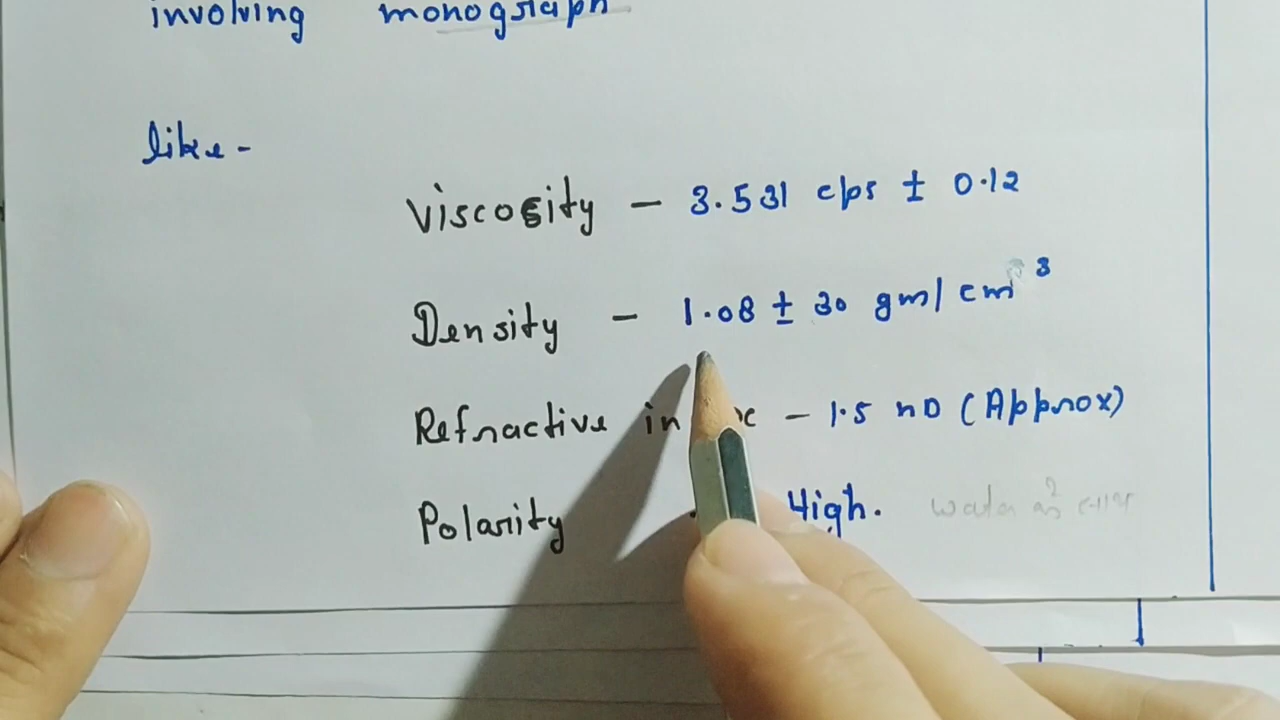 involving monograph
like -
Viscosity - 3.531 cps ± 0.12
Density - 1.08 ± 30 gm/cm³
Refractive - 1.5 nD (Approx)
Polarity High.